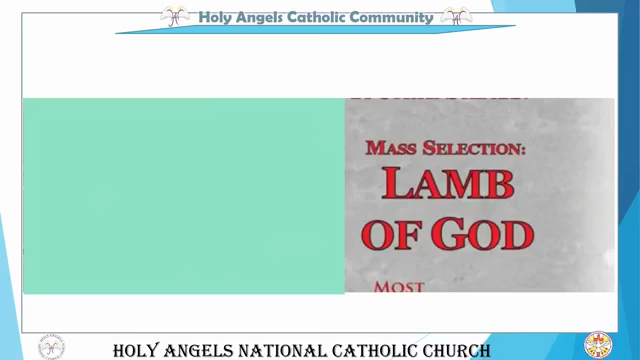 Holy Angels Catholic Community
Mass Selection:
Lamb
of God
Most
Holy Angels National Catholic Church